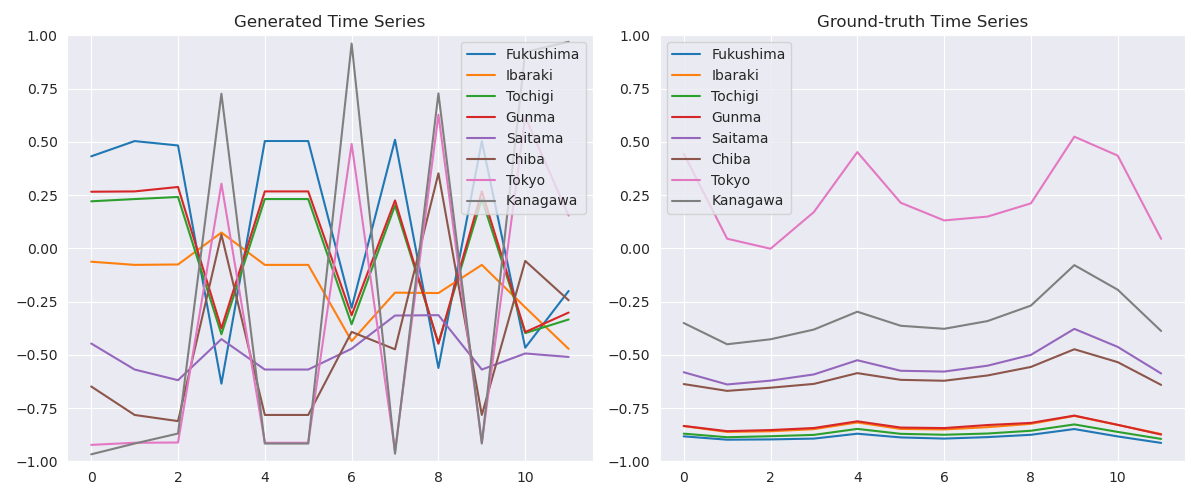 Generated Time Series
1.00
0.75
0.50
0.25
0.00
−0.25
−0.50
−0.75
−1.00
0 2 4 6 8 10
Fukushima
Ibaraki
Tochigi
Gunma
Saitama
Chiba
Tokyo
Kanagawa
Ground-truth Time Series
1.00
0.75
0.50
0.25
0.00
−0.25
−0.50
−0.75
−1.00
0 2 4 6 8 10
Fukushima
Ibaraki
Tochigi
Gunma
Saitama
Chiba
Tokyo
Kanagawa